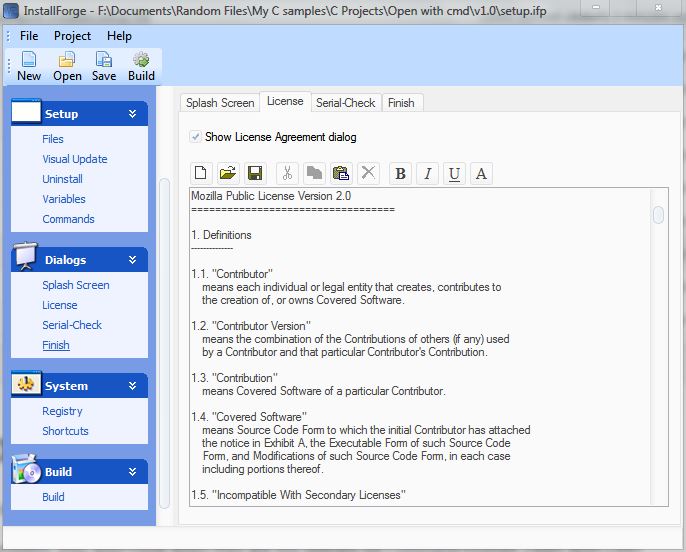 InstallForge - F:\Documents\Random Files\My C samples\C Projects\Open with cmd\v1.0\setup.ifp
File Project Help
New Open Save Build
Setup
Files
Visual Update
Uninstall
Variables
Commands
Dialogs
Splash Screen
License
Serial-Check
Finish
System
Registry
Shortcuts
Build
Build
Splash Screen License Serial-Check Finish
Show License Agreement dialog
B I U A
Mozilla Public License Version 2.0
==================================
1. Definitions
--------------
1.1. "Contributor"
means each individual or legal entity that creates, contributes to
the creation of, or owns Covered Software.
1.2. "Contributor Version"
means the combination of the Contributions of others (if any) used
by a Contributor and that particular Contributor's Contribution.
1.3. "Contribution"
means Covered Software of a particular Contributor.
1.4. "Covered Software"
means Source Code Form to which the initial Contributor has attached
the notice in Exhibit A, the Executable Form of such Source Code
Form, and Modifications of such Source Code Form, in each case
including portions thereof.
1.5. "Incompatible With Secondary Licenses"